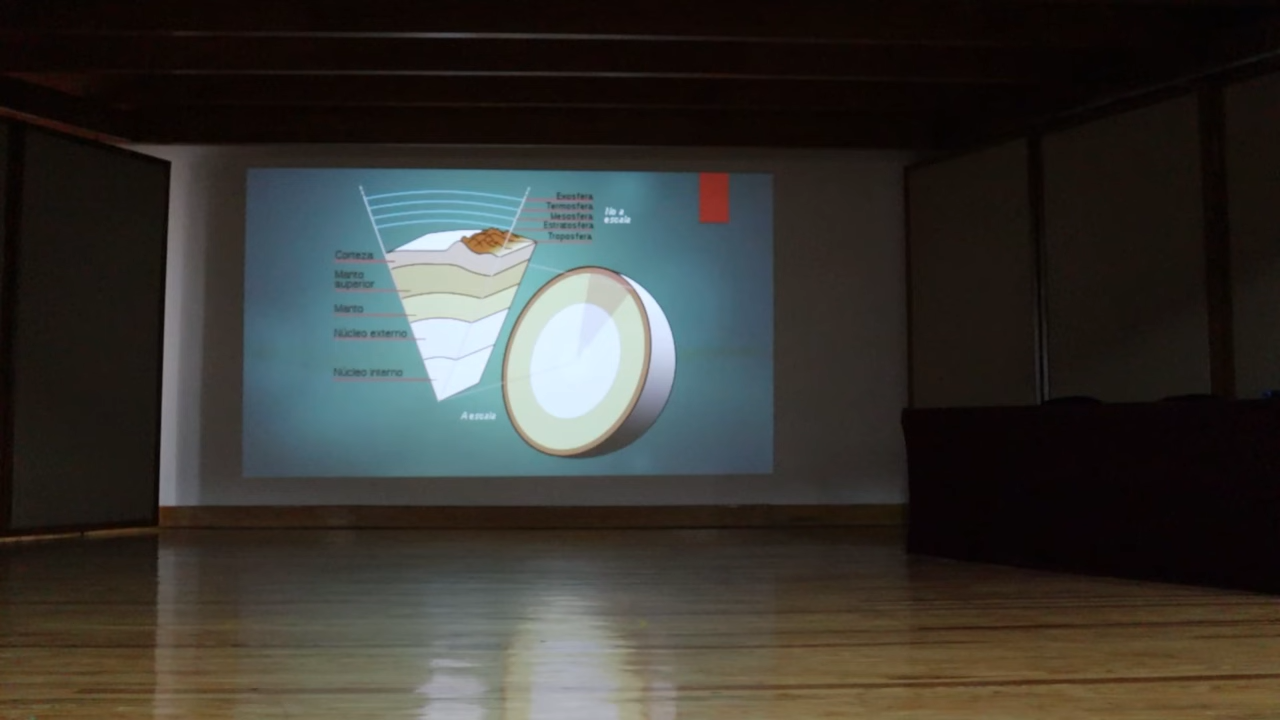 Exosfera
Termosfera
Mesosfera
Estratosfera
Troposfera
No a
escala
Corteza
Manto
superior
Manto
Núcleo externo
Núcleo interno
A escala